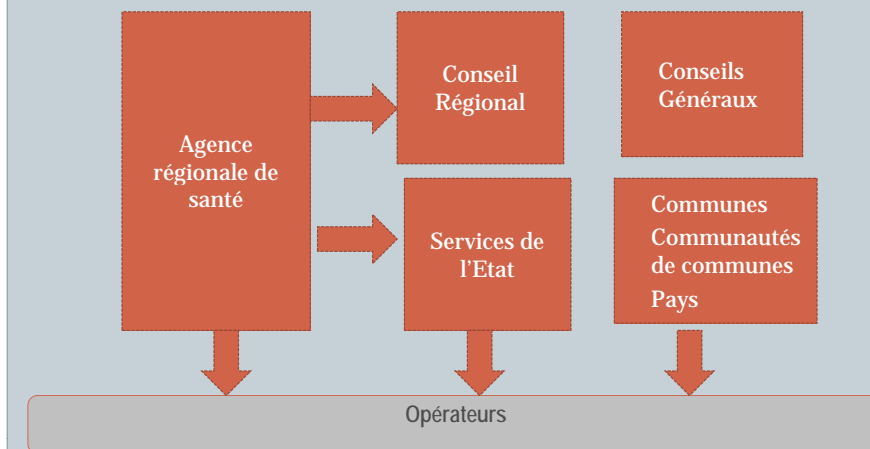 Agence
régionale de
santé
Conseil
Régional
Conseils
Généraux
Services de
l'Etat
Communes
Communautés
de communes
Pays
Opérateurs